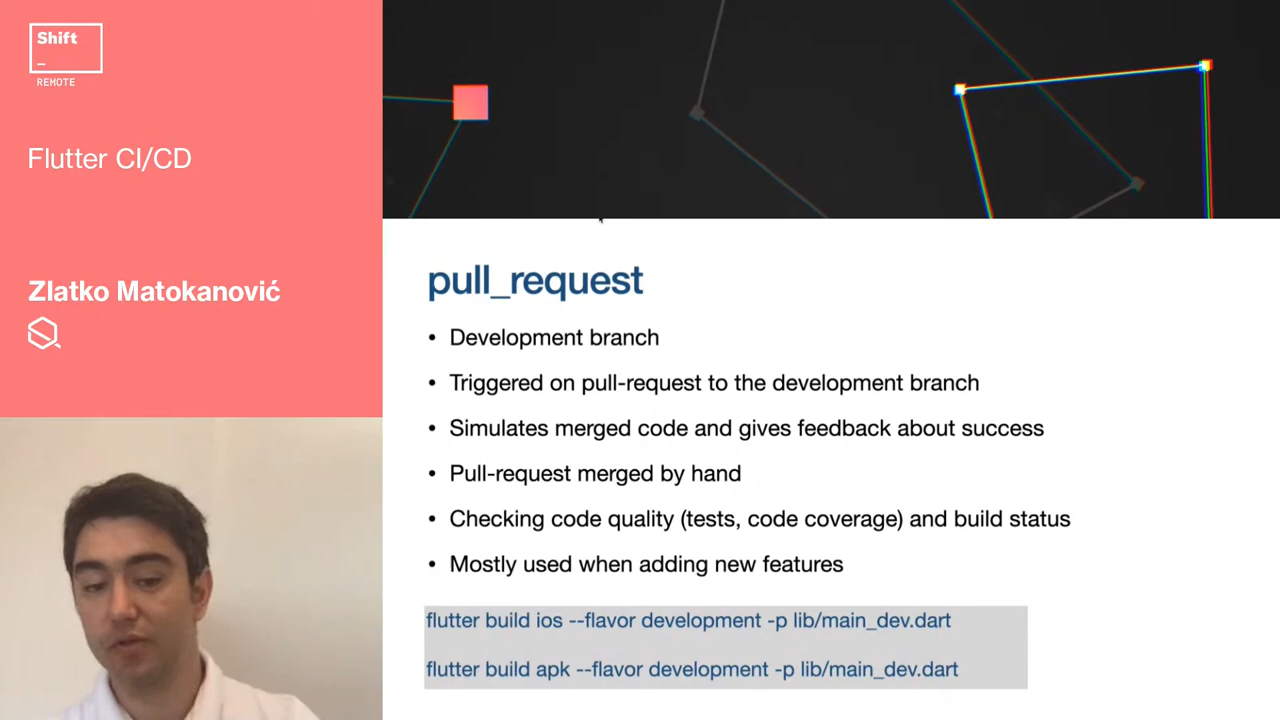 Shift
_
REMOTE
Flutter CI/CD
Zlatko Matokanović
pull_request
• Development branch
• Triggered on pull-request to the development branch
• Simulates merged code and gives feedback about success
• Pull-request merged by hand
• Checking code quality (tests, code coverage) and build status
• Mostly used when adding new features
flutter build ios --flavor development -p lib/main_dev.dart
flutter build apk --flavor development -p lib/main_dev.dart